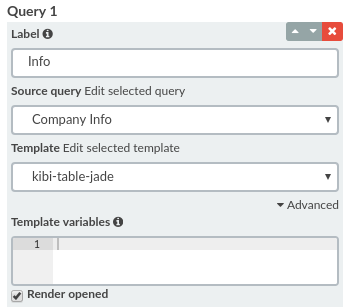 Query 1
Label
Info
Source query Edit selected query
Company Info
Template Edit selected template
kibi-table-jade
Advanced
Template variables
1
Render opened